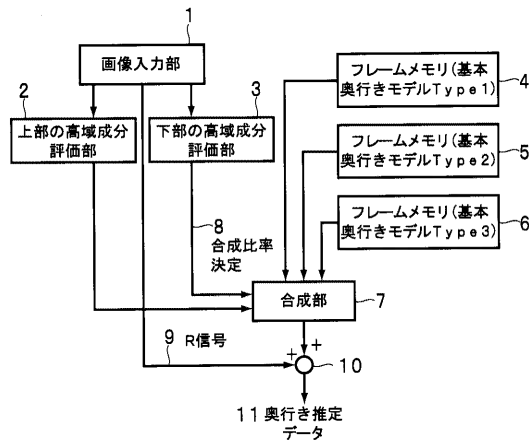 1
画像入力部
2
上部の高域成分
評価部
3
下部の高域成分
評価部
フレームメモリ(基本
奥行きモデルType1)
4
フレームメモリ(基本
奥行きモデルType2)
5
フレームメモリ(基本
奥行きモデルType3)
6
8
合成比率
決定
合成部
7
9 R信号
+ +
10
11奥行き推定
データ